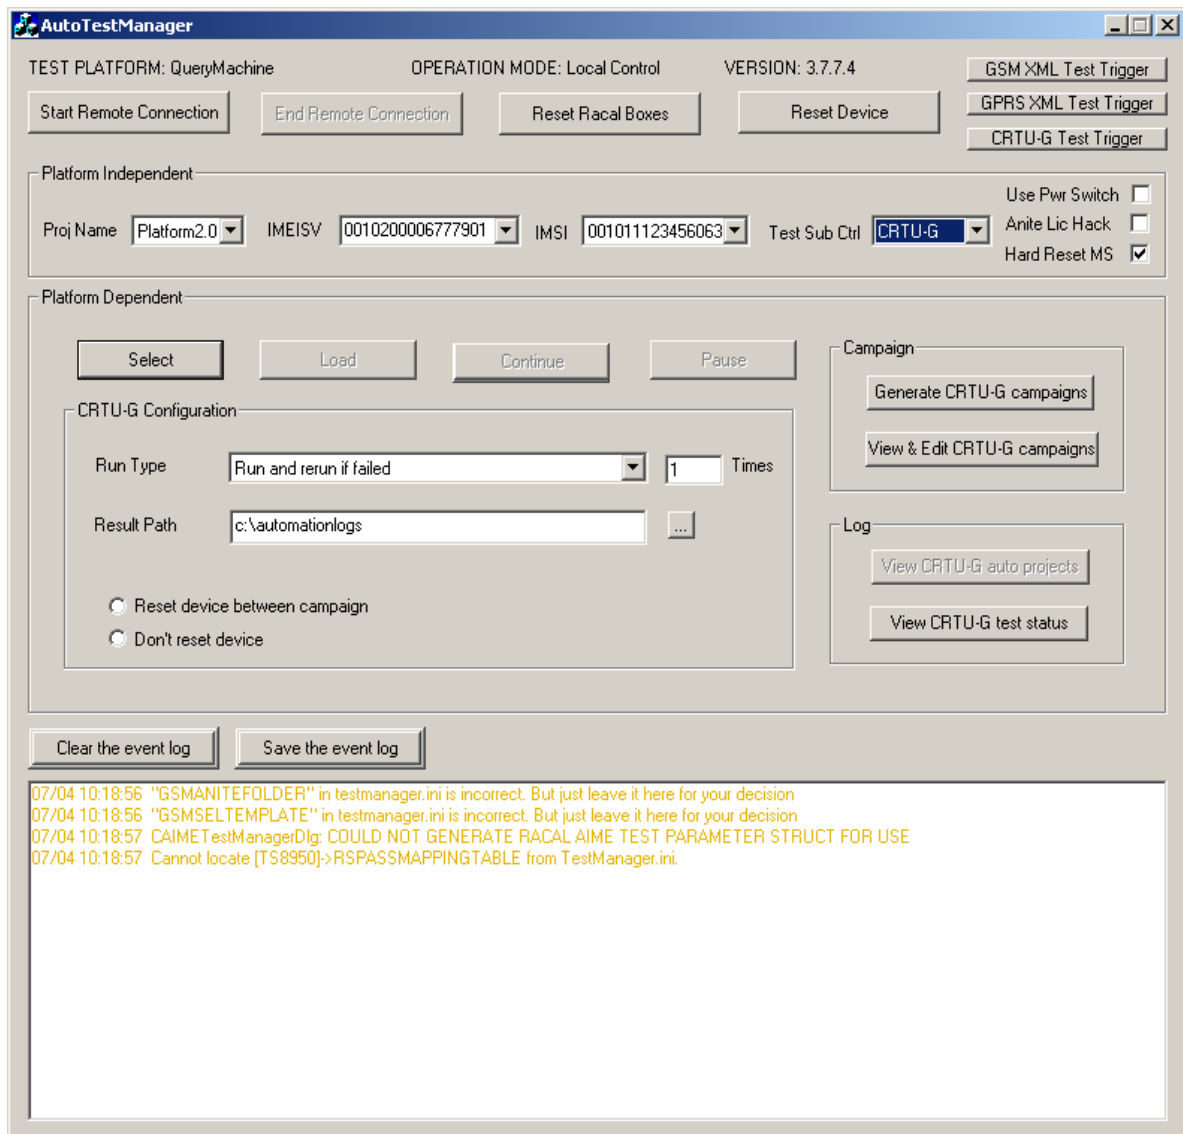 AutoTestManager
TEST PLATFORM: QueryMachine OPERATION MODE: Local Control VERSION: 3.7.7.4 GSM XML Test Trigger
Start Remote Connection End Remote Connection Reset Racal Boxes Reset Device GPRS XML Test Trigger
CRTU-G Test Trigger
Platform Independent
Use Pwr Switch
Proj Name Platform2.0 IMEISV 0010200006777901 IMSI 001011123456063 Test Sub Ctrl CRTU-G Anite Lic Hack
Hard Reset MS
Platform Dependent
Select Load Continue Pause
Campaign
Generate CRTU-G campaigns
View & Edit CRTU-G campaigns
CRTU-G Configuration
Run Type Run and rerun if failed 1 Times
Result Path c:\automationlogs ...
Reset device between campaign
Don't reset device
Log
View CRTU-G auto projects
View CRTU-G test status
Clear the event log Save the event log
07/04 10:18:56 "GSMANITEFOLDER" in testmanager.ini is incorrect. But just leave it here for your decision
07/04 10:18:56 "GSMSELTEMPLATE" in testmanager.ini is incorrect. But just leave it here for your decision
07/04 10:18:57 CAIMETestManagerDlg: COULD NOT GENERATE RACAL AIME TEST PARAMETER STRUCT FOR USE
07/04 10:18:57 Cannot locate [TS8950]->RSPASSMAPPINGTABLE from TestManager.ini.